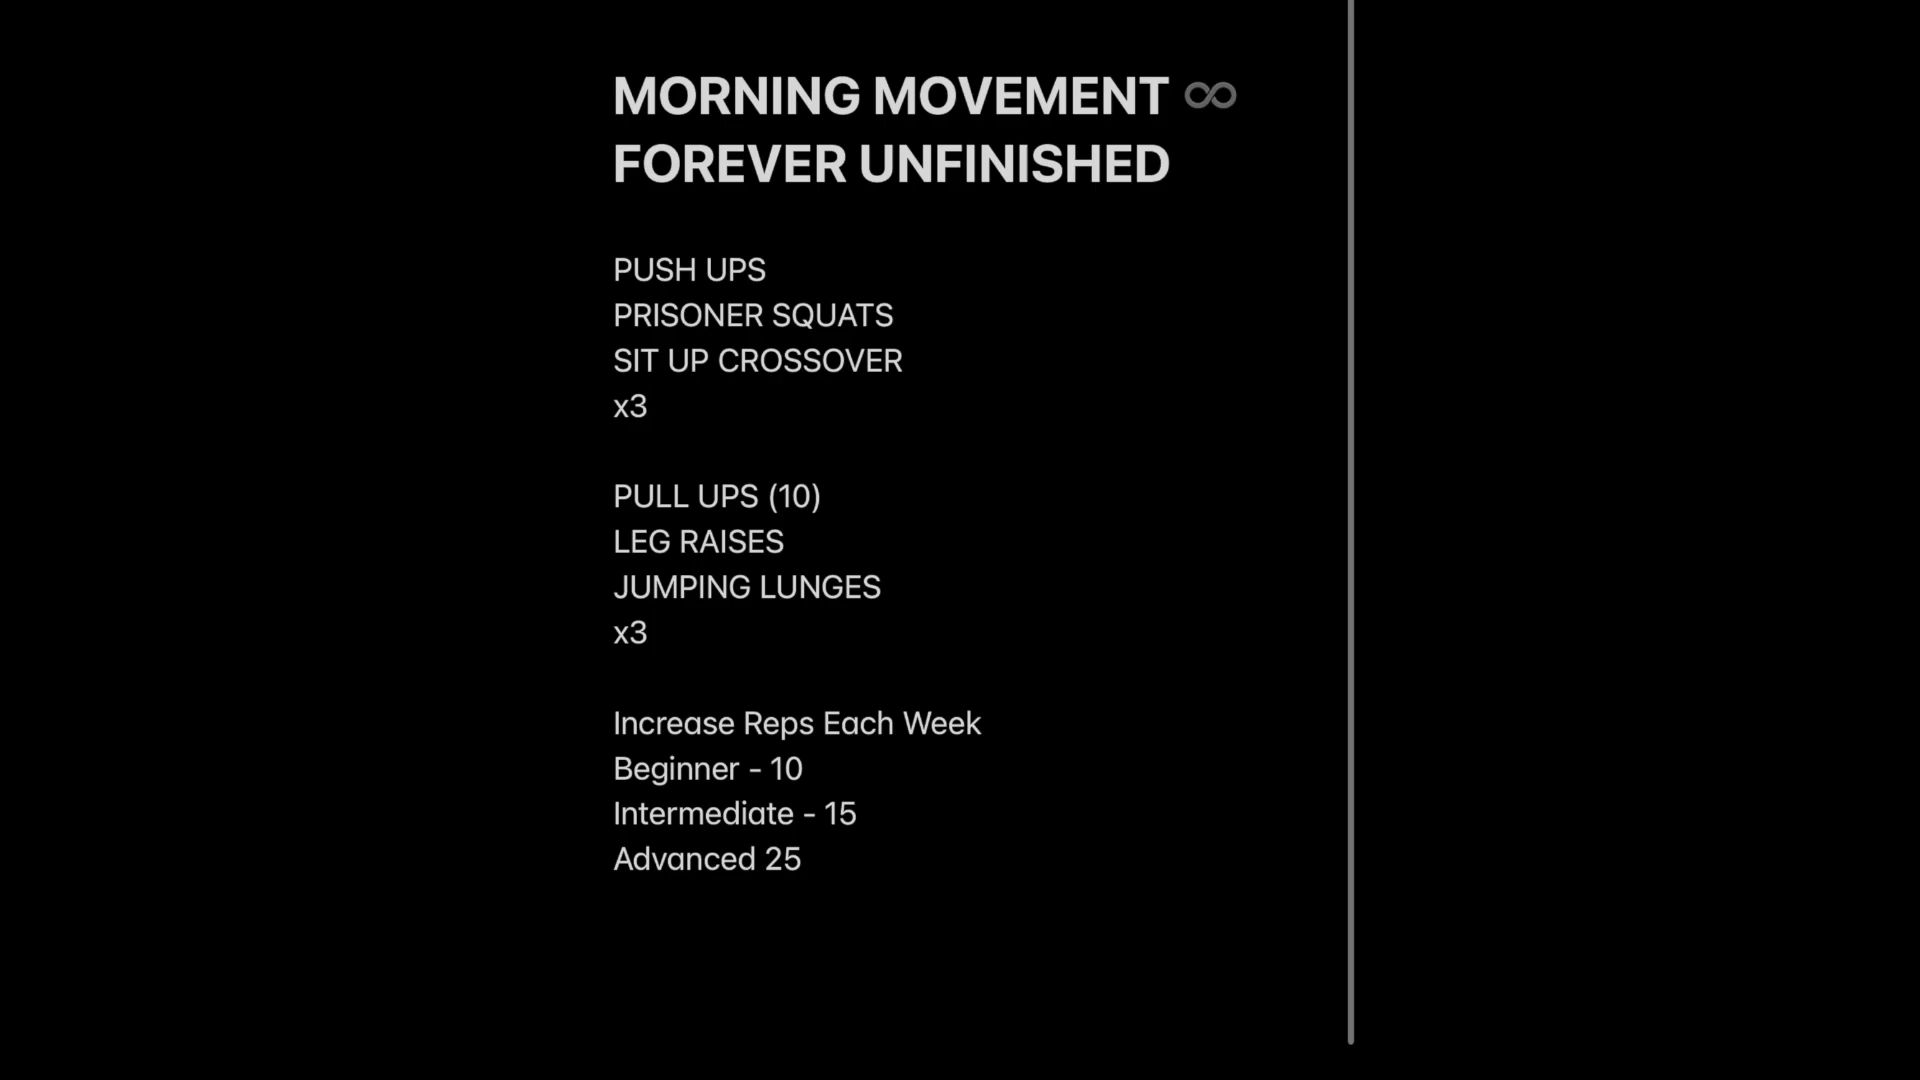 MORNING MOVEMENT ∞
FOREVER UNFINISHED
PUSH UPS
PRISONER SQUATS
SIT UP CROSSOVER
x3
PULL UPS (10)
LEG RAISES
JUMPING LUNGES
x3
Increase Reps Each Week
Beginner - 10
Intermediate - 15
Advanced 25